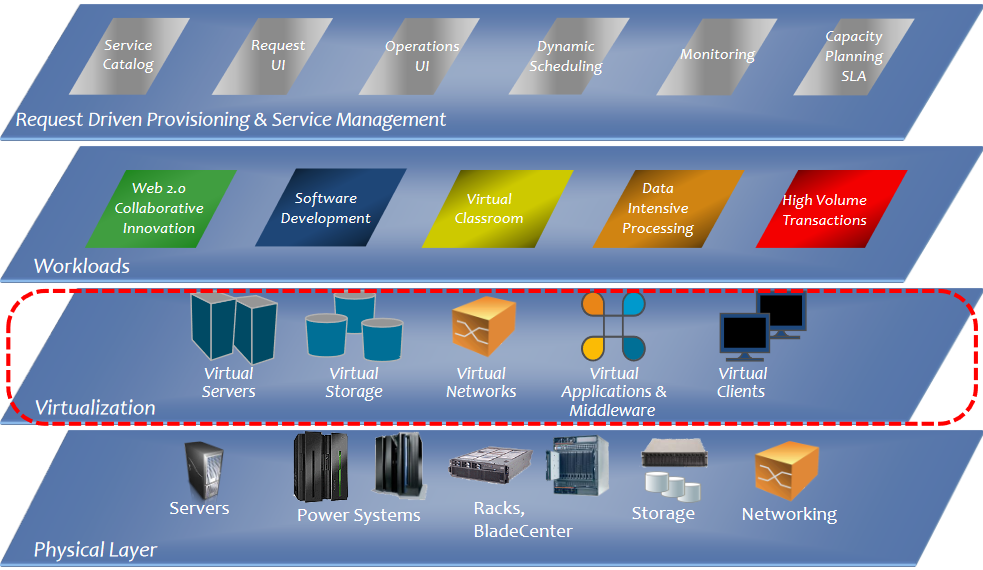 Service
Catalog
Request
UI
Operations
UI
Dynamic
Scheduling
Monitoring
Capacity
Planning
SLA
Request Driven Provisioning & Service Management
Web 2.0
Collaborative
Innovation
Software
Development
Virtual
Classroom
Data
Intensive
Processing
High Volume
Transactions
Workloads
Virtual
Servers
Virtual
Storage
Virtual
Networks
Virtual
Applications &
Middleware
Virtual
Clients
Virtualization
Servers
Power Systems
Racks,
BladeCenter
Storage
Networking
Physical Layer